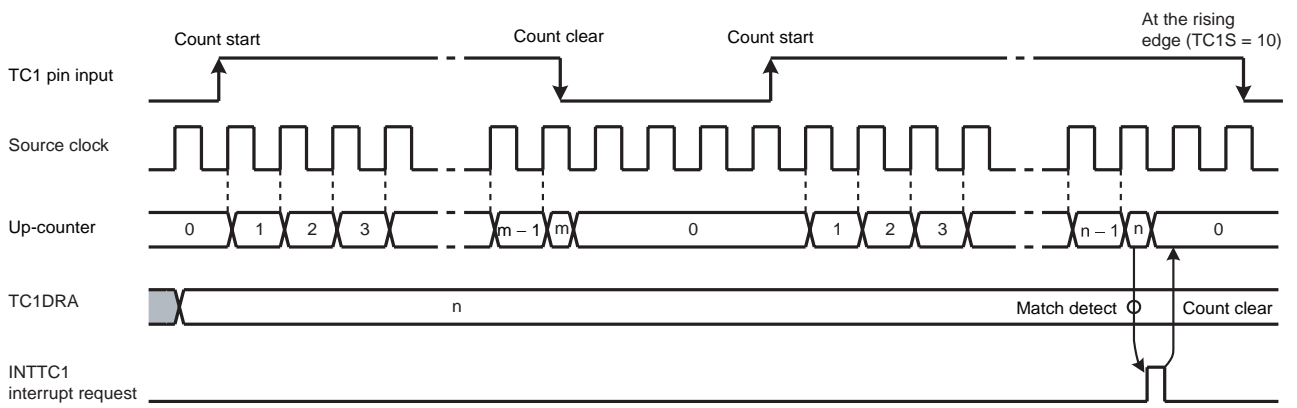 At the rising
edge (TC1S = 10)
Count start
Count clear
Count start
TC1 pin input
Source clock
Up-counter
0 1 2 3 m – 1 m 0 1 2 3 n – 1 n 0
TC1DRA
n
Match detect
Count clear
INTTC1
interrupt request